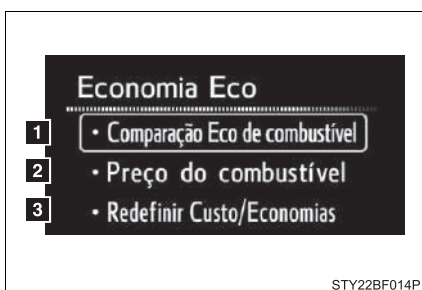 Economia Eco
1 • Comparação Eco de combustível
2 • Preço do combustível
3 • Redefinir Custo/Economias
STY22BF014P